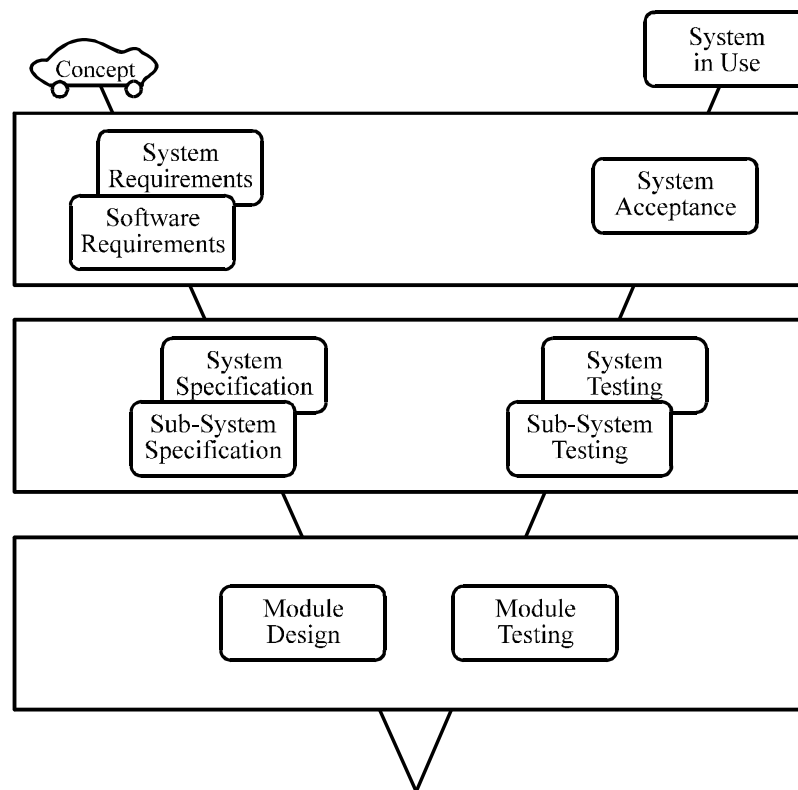 Concept
System
in Use
System
Requirements
Software
Requirements
System
Acceptance
System
Specification
Sub-System
Specification
System
Testing
Sub-System
Testing
Module
Design
Module
Testing